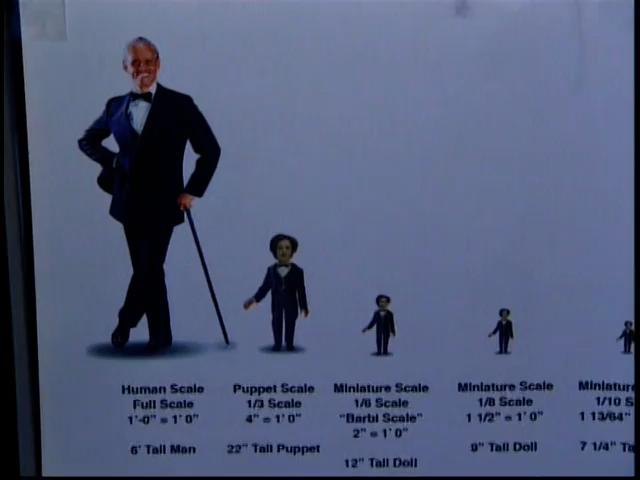 Human Scale
Full Scale
1'-0" = 1' 0"
6' Tall Man
Puppet Scale
1/3 Scale
4" = 1' 0"
22" Tall Puppet
Miniature Scale
1/6 Scale
"Barbi Scale"
2" = 1' 0"
12" Tall Doll
Miniature Scale
1/8 Scale
1 1/2" = 1' 0"
9" Tall Doll
Miniature
1/10 S
1 13/64"
7 1/4" Ta